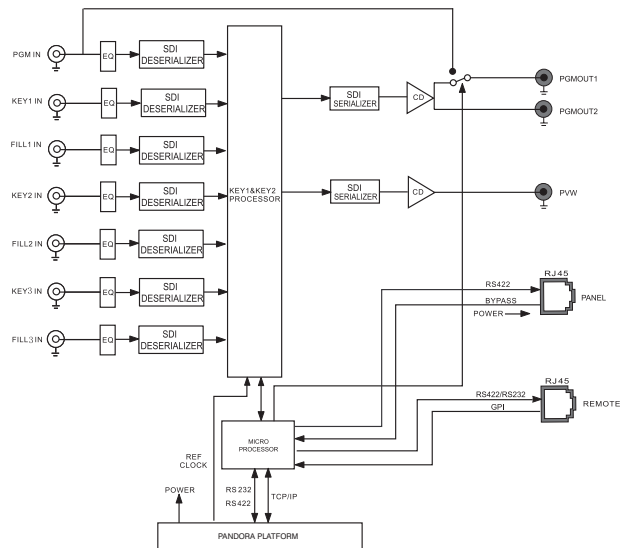 PGM IN
EQ
SDI
DESERIALIZER
KEY1 IN
EQ
SDI
DESERIALIZER
FILL1 IN
EQ
SDI
DESERIALIZER
KEY2 IN
EQ
SDI
DESERIALIZER
FILL2 IN
EQ
SDI
DESERIALIZER
KEY3 IN
EQ
SDI
DESERIALIZER
FILL3 IN
EQ
SDI
DESERIALIZER
KEY1&KEY2
PROCESSOR
SDI
SERIALIZER
CD
PGMOUT1
PGMOUT2
SDI
SERIALIZER
CD
PVW
RJ45
RS422
BYPASS
POWER
PANEL
RJ45
RS422/RS232
GPI
REMOTE
MICRO
PROCESSOR
REF
CLOCK
POWER
RS232
RS422
TCP/IP
PANDORA PLATFORM